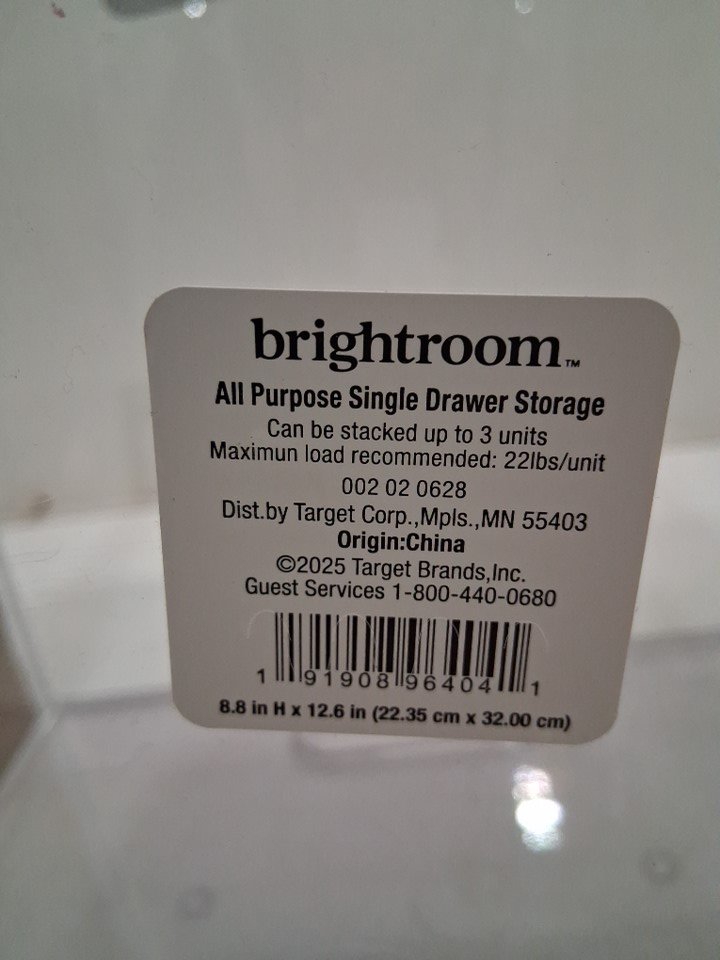 brightroom™
All Purpose Single Drawer Storage
Can be stacked up to 3 units
Maximun load recommended: 22lbs/unit
002 02 0628
Dist.by Target Corp.,Mpls.,MN 55403
Origin:China
©2025 Target Brands,Inc.
Guest Services 1-800-440-0680
1 91908 96404 1
8.8 in H x 12.6 in (22.35 cm x 32.00 cm)